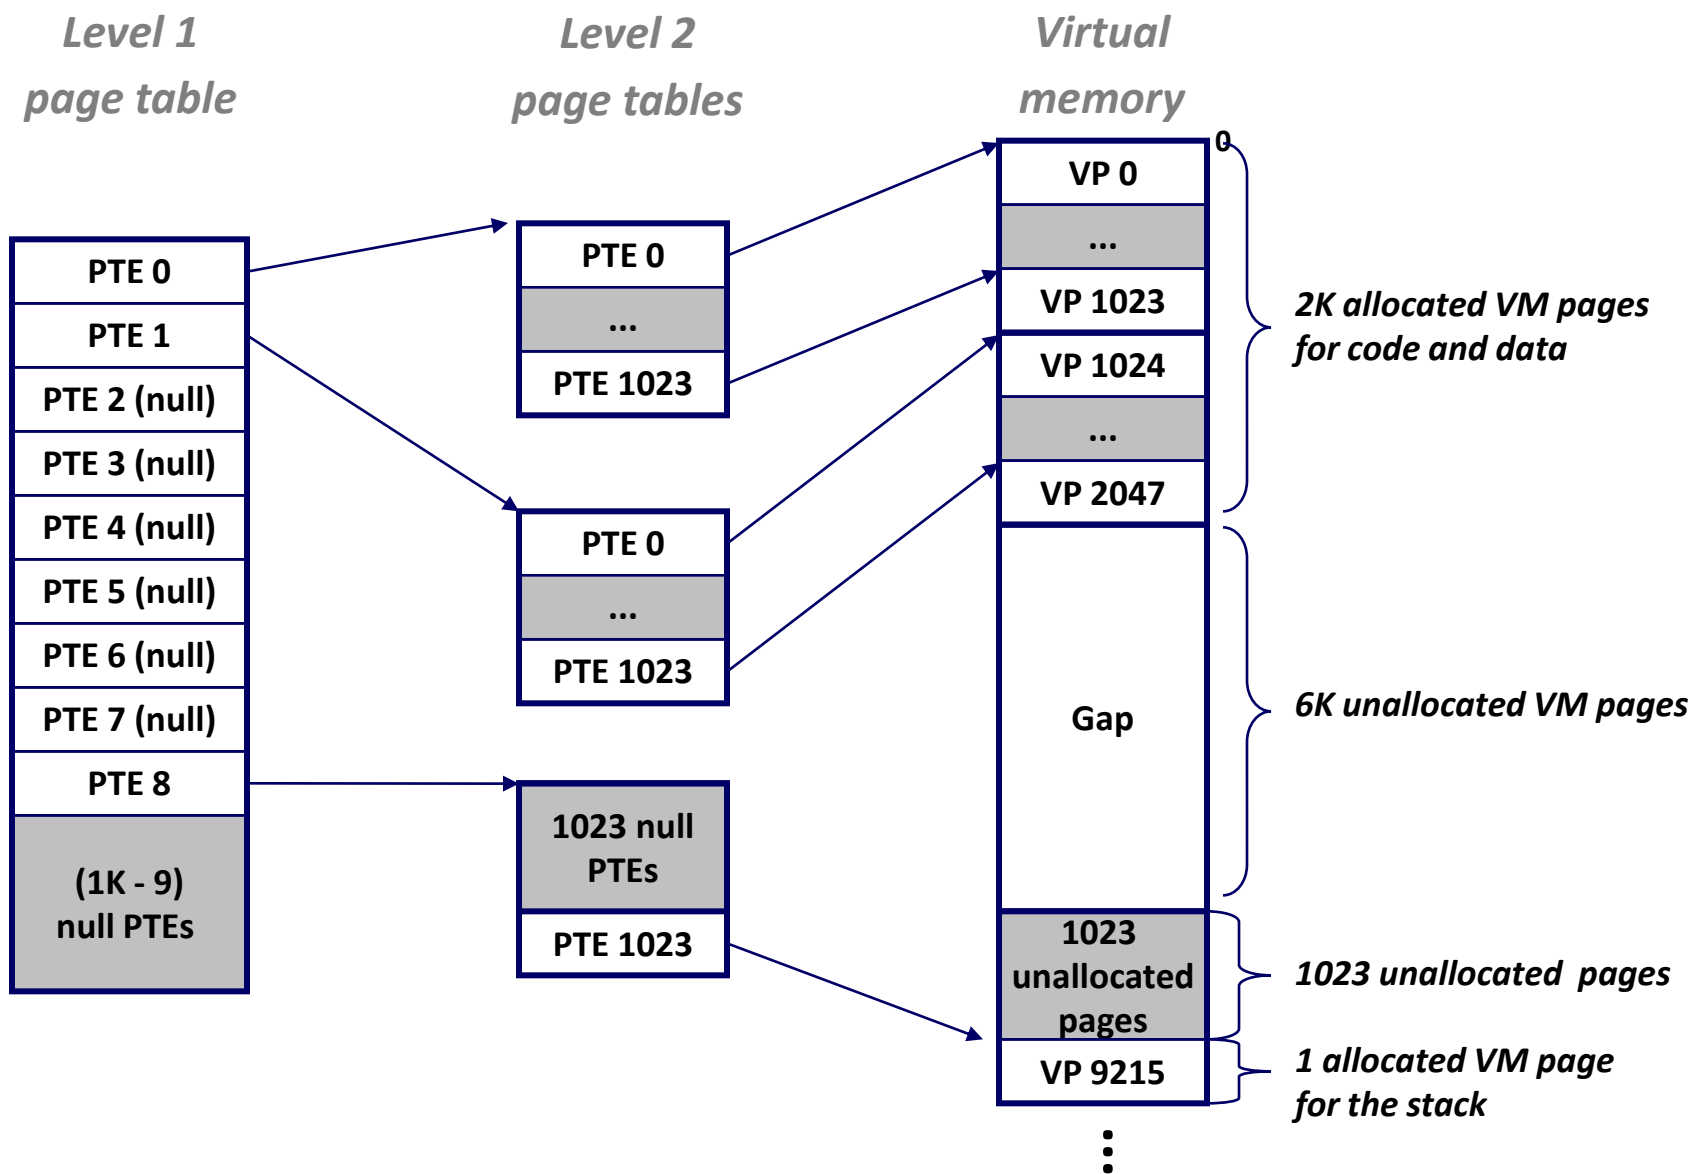 Level 1
page table
Level 2
page tables
Virtual
memory
PTE 0
PTE 1
PTE 2 (null)
PTE 3 (null)
PTE 4 (null)
PTE 5 (null)
PTE 6 (null)
PTE 7 (null)
PTE 8
(1K - 9)
null PTEs
PTE 0
...
PTE 1023
PTE 0
...
PTE 1023
1023 null
PTEs
PTE 1023
0
VP 0
...
VP 1023
VP 1024
...
VP 2047
Gap
1023
unallocated
pages
VP 9215
...
2K allocated VM pages
for code and data
6K unallocated VM pages
1023 unallocated  pages
1 allocated VM page
for the stack